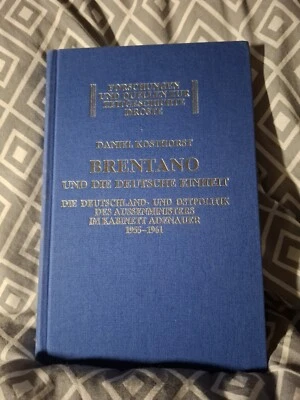 FORSCHUNGEN
UND QUELLEN ZUR
ZEITGESCHICHTE
DROSTE
DANIEL KOSTHORST
BRENTANO
UND DIE DEUTSCHE EINHEIT
DIE DEUTSCHLAND- UND OSTPOLITIK
DES AUSSENMINISTERS
IM KABINETT ADENAUER
1955–1961